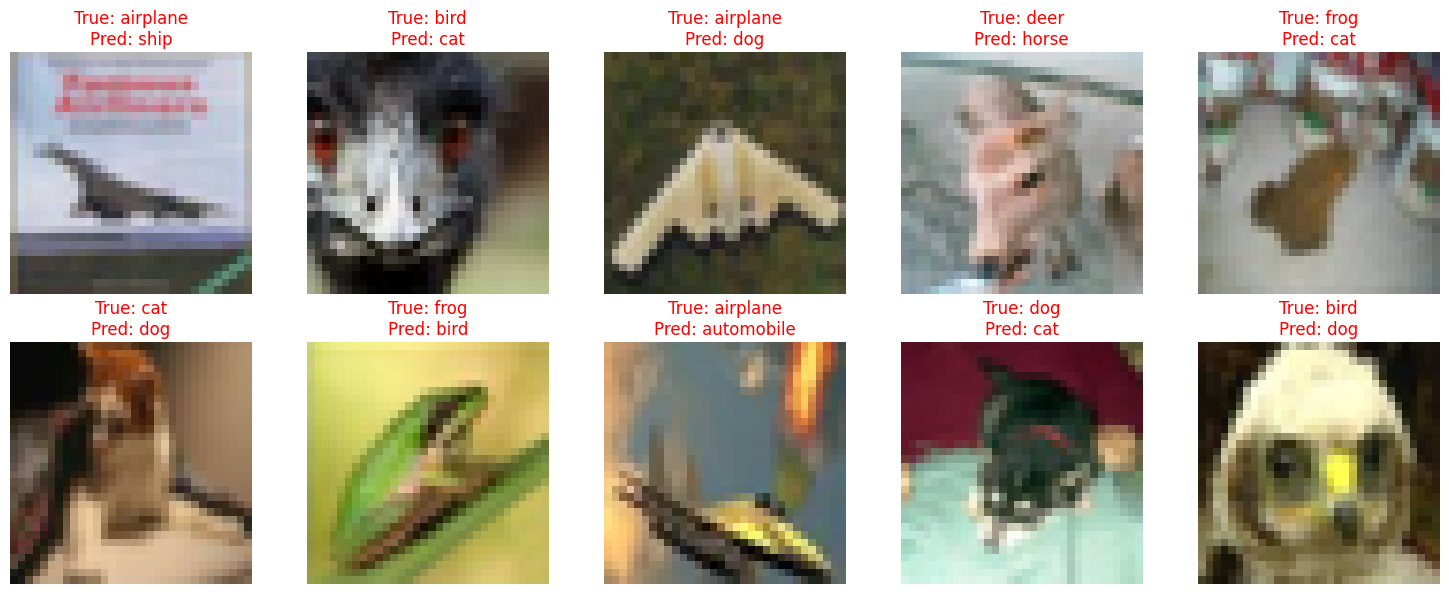 True: airplane
Pred: ship
True: bird
Pred: cat
True: airplane
Pred: dog
True: deer
Pred: horse
True: frog
Pred: cat
True: cat
Pred: dog
True: frog
Pred: bird
True: airplane
Pred: automobile
True: dog
Pred: cat
True: bird
Pred: dog